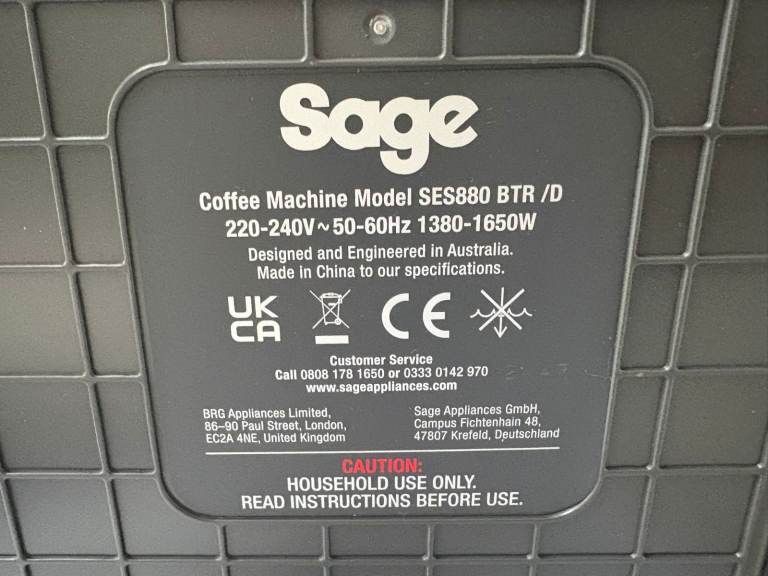 Sage
Coffee Machine Model SES880 BTR /D
220-240V~50-60Hz 1380-1650W
Designed and Engineered in Australia.
Made in China to our specifications.
UK
CA
CE
Customer Service
Call 0808 178 1650 or 0333 0142 970
www.sageappliances.com
BRG Appliances Limited,
86–90 Paul Street, London,
EC2A 4NE, United Kingdom
Sage Appliances GmbH,
Campus Fichtenhain 48,
47807 Krefeld, Deutschland
CAUTION:
HOUSEHOLD USE ONLY.
READ INSTRUCTIONS BEFORE USE.